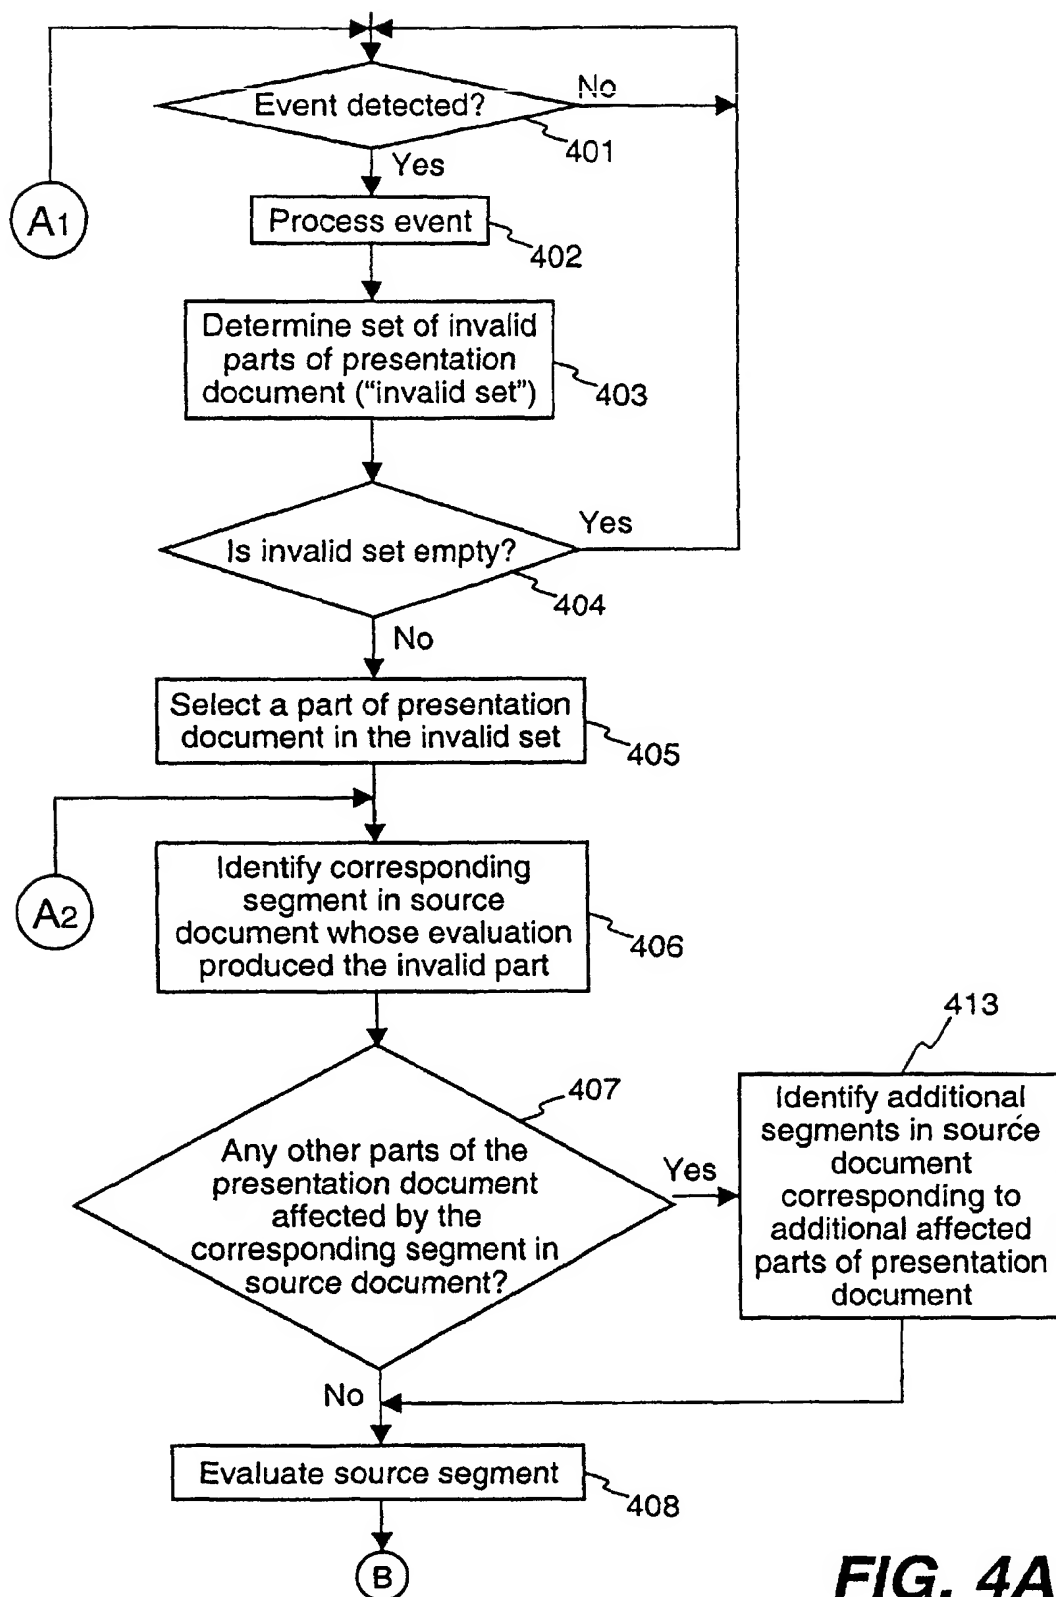 No
Event detected?
401
Yes
A1
Process event
402
Determine set of invalid
parts of presentation
document (“invalid set”)
403
Yes
Is invalid set empty?
404
No
Select a part of presentation
document in the invalid set
405
A2
Identify corresponding
segment in source
document whose evaluation
produced the invalid part
406
413
407
Any other parts of the
presentation document
affected by the
corresponding segment in
source document?
Yes
Identify additional
segments in source
document
corresponding to
additional affected
parts of presentation
document
No
Evaluate source segment
408
B
FIG. 4A